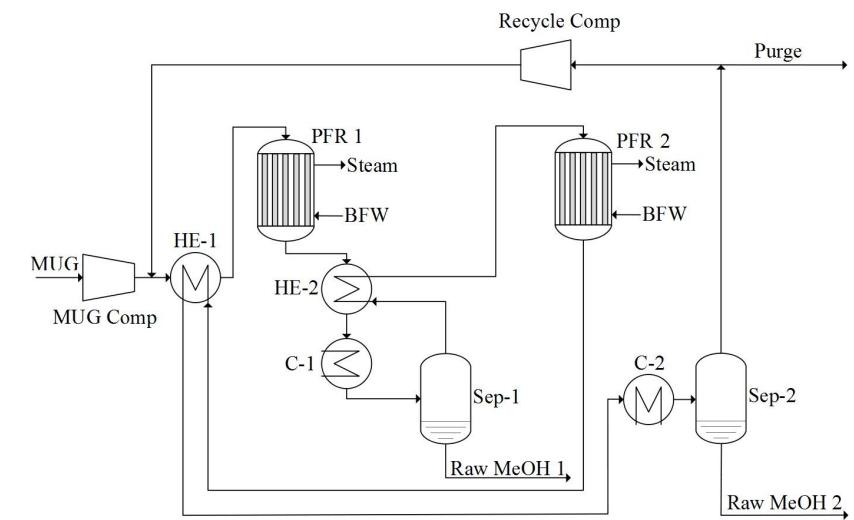 Recycle Comp
Purge
PFR 1
PFR 2
Steam
Steam
BFW
BFW
HE-1
MUG
MUG Comp
HE-2
C-1
C-2
Sep-1
Sep-2
Raw MeOH 1
Raw MeOH 2